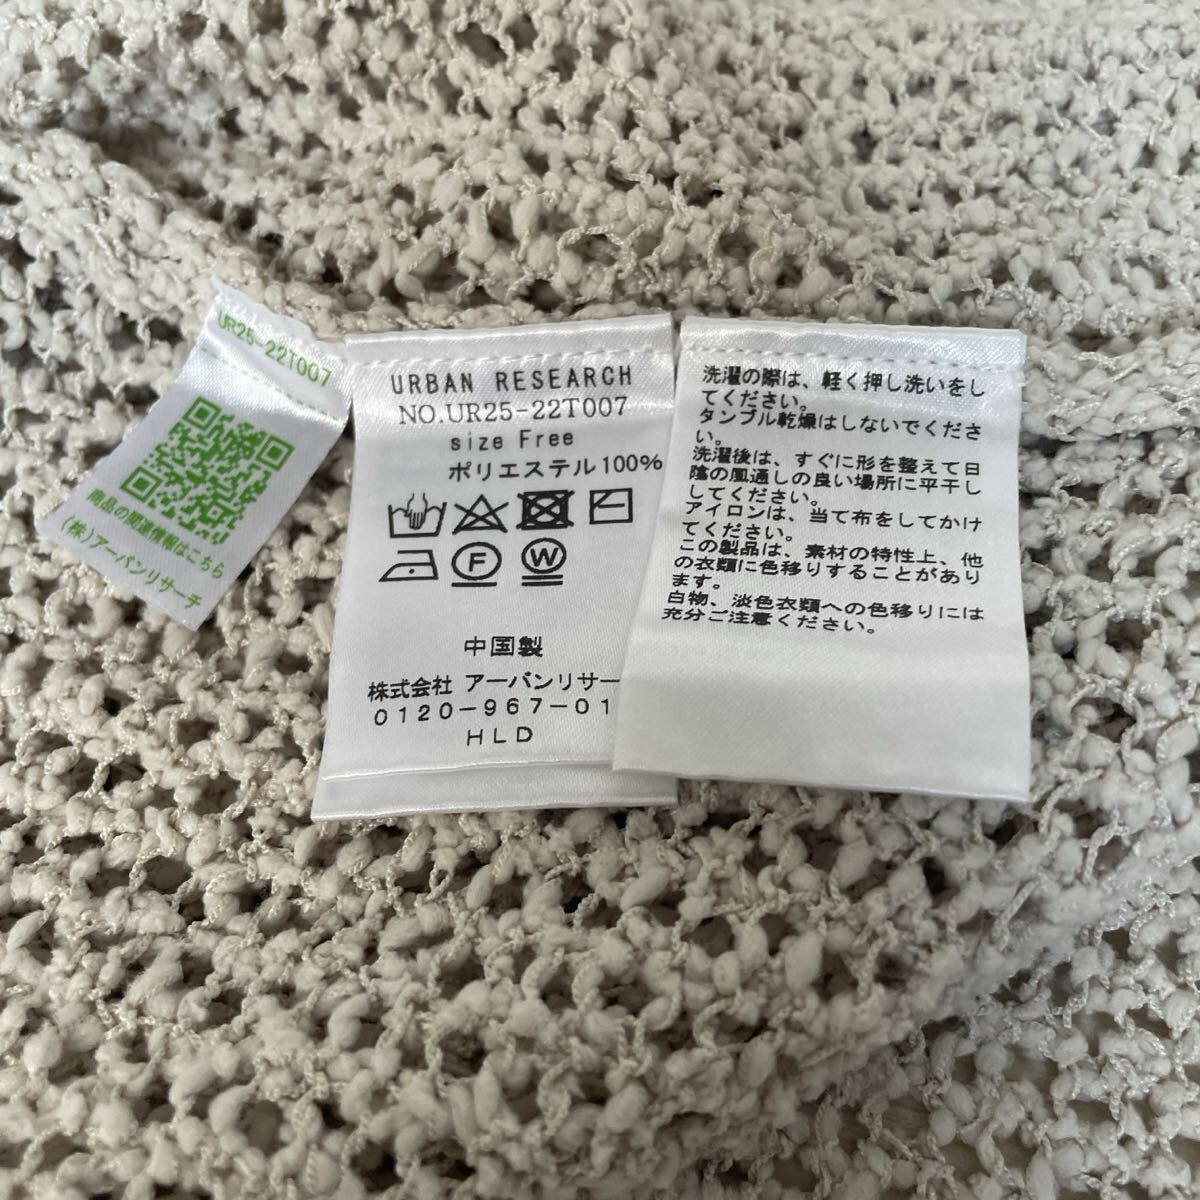 UR25-22T007
商品の関連情報はこちら
(株)アーバンリサーチ
URBAN RESEARCH
NO.UR25-22T007
size Free
ポリエステル100%
F
W
中国製
株式会社 アーバンリサー
0120-967-01
HLD
洗濯の際は、軽く押し洗いをし
てください。
タンブル乾燥はしないでくださ
い。
洗濯後は、すぐに形を整えて日
陰の風通しの良い場所に平干し
してください。
アイロンは、当て布をしてかけ
てください。
この製品は、素材の特性上、他
の衣類に色移りすることがあり
ます。
白物、淡色衣類への色移りには
充分ご注意ください。